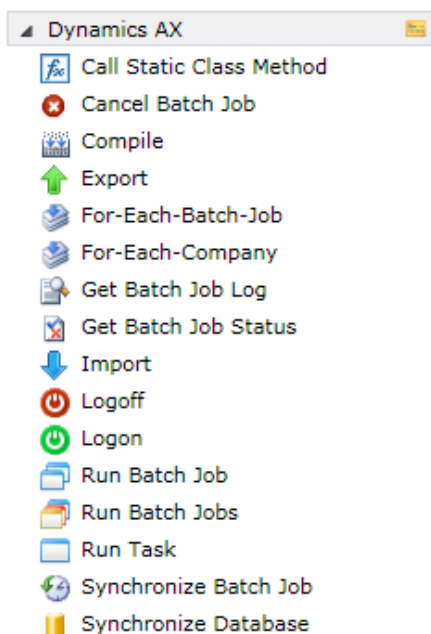 Dynamics AX
Call Static Class Method
Cancel Batch Job
Compile
Export
For-Each-Batch-Job
For-Each-Company
Get Batch Job Log
Get Batch Job Status
Import
Logoff
Logon
Run Batch Job
Run Batch Jobs
Run Task
Synchronize Batch Job
Synchronize Database